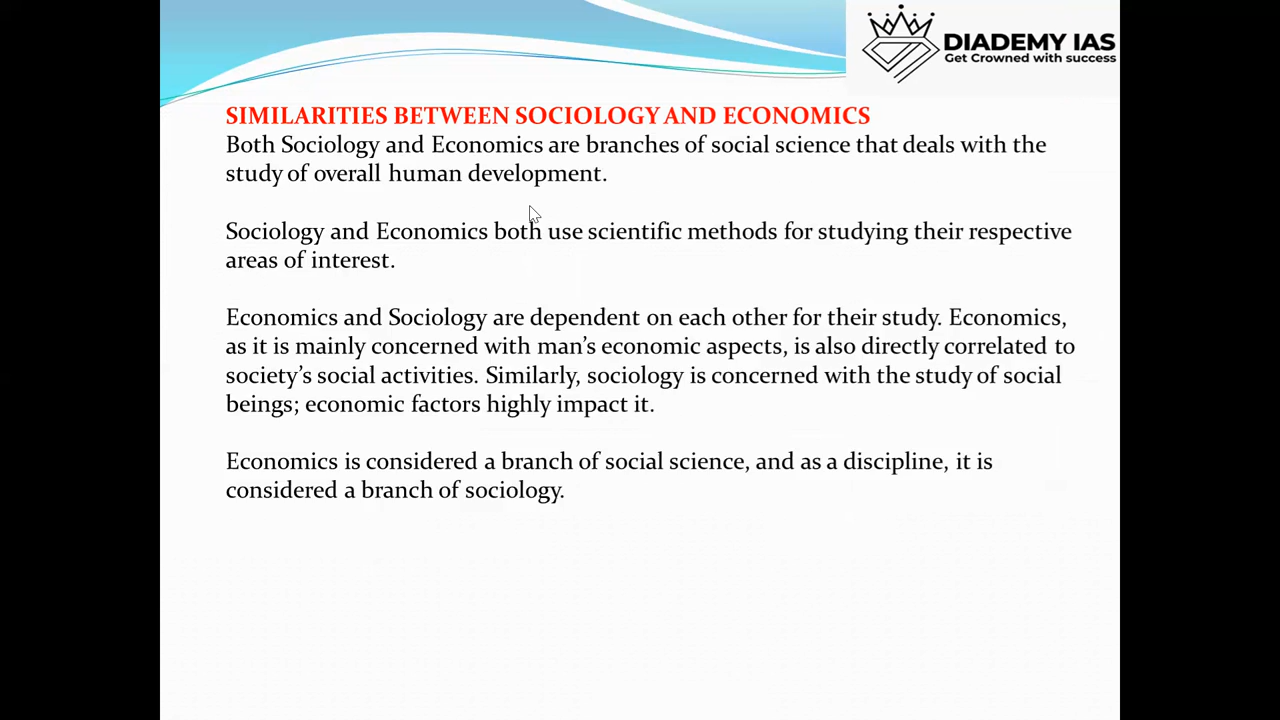 DIADEMY IAS
Get Crowned with success
SIMILARITIES BETWEEN SOCIOLOGY AND ECONOMICS
Both Sociology and Economics are branches of social science that deals with the
study of overall human development.
Sociology and Economics both use scientific methods for studying their respective
areas of interest.
Economics and Sociology are dependent on each other for their study. Economics,
as it is mainly concerned with man’s economic aspects, is also directly correlated to
society’s social activities. Similarly, sociology is concerned with the study of social
beings; economic factors highly impact it.
Economics is considered a branch of social science, and as a discipline, it is
considered a branch of sociology.